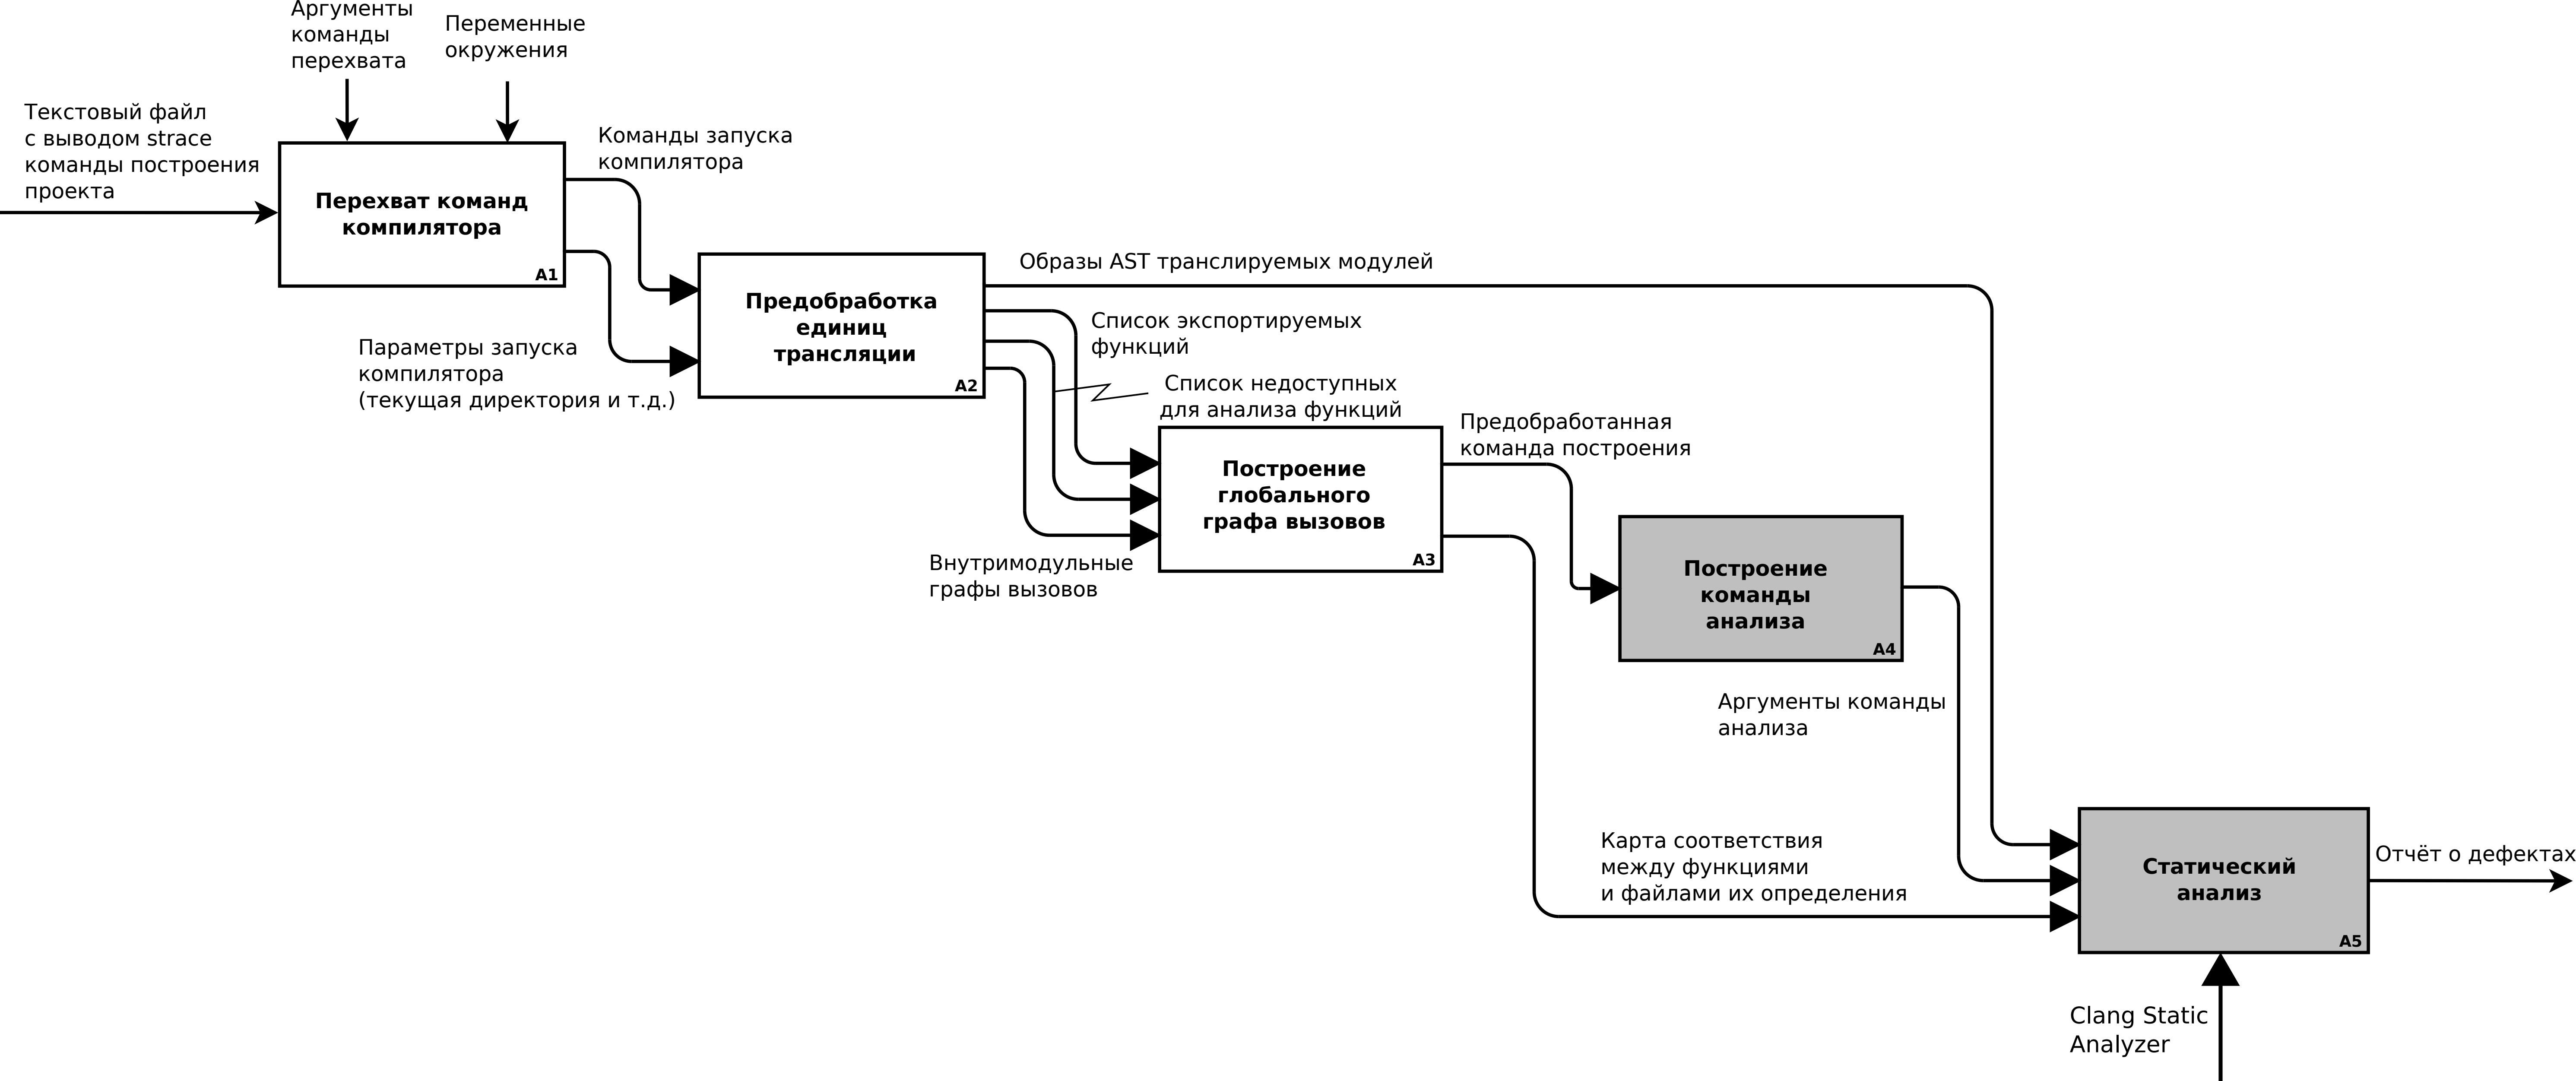 Аргументы
команды
перехвата
Переменные
окружения
Текстовый файл
с выводом strace
команды построения
проекта
Перехват команд
компилятора
A1
Команды запуска
компилятора
Параметры запуска
компилятора
(текущая директория и т.д.)
Предобработка
единиц
трансляции
A2
Образы AST транслируемых модулей
Список экспортируемых
функций
Список недоступных
для анализа функций
Внутримодульные
графы вызовов
Построение
глобального
графа вызовов
A3
Предобработанная
команда построения
Построение
команды
анализа
A4
Аргументы команды
анализа
Карта соответствия
между функциями
и файлами их определения
Статический
анализ
A5
Отчёт о дефектах
Clang Static
Analyzer